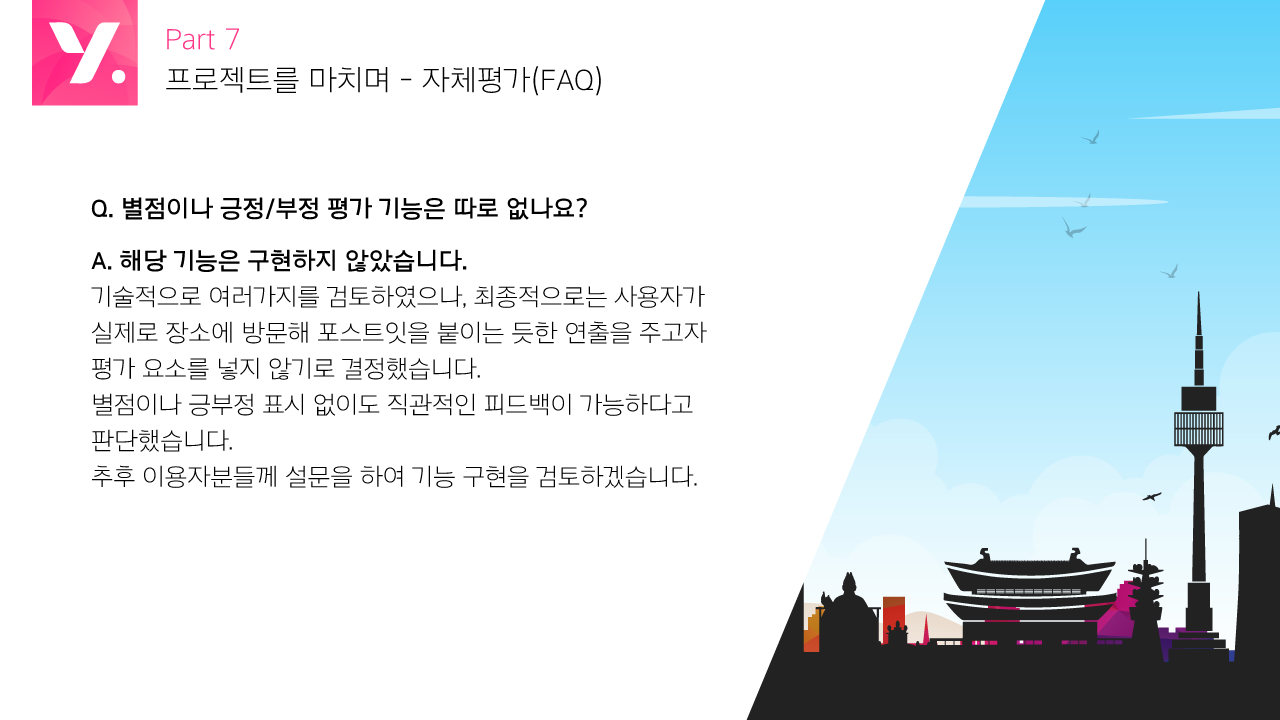 y.
Part 7
프로젝트를 마치며 - 자체평가(FAQ)
Q. 별점이나 긍정/부정 평가 기능은 따로 없나요?
A. 해당 기능은 구현하지 않았습니다.
기술적으로 여러가지를 검토하였으나, 최종적으로는 사용자가
실제로 장소에 방문해 포스트잇을 붙이는 듯한 연출을 주고자
평가 요소를 넣지 않기로 결정했습니다.
별점이나 긍부정 표시 없이도 직관적인 피드백이 가능하다고
판단했습니다.
추후 이용자분들께 설문을 하여 기능 구현을 검토하겠습니다.